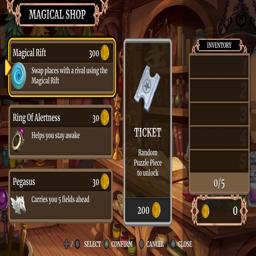 MAGICAL SHOP
Magical Rift 300
Swap places with a rival using the
Magical Rift
Ring Of Alertness 30
Helps you stay awake
Pegasus 30
Carries you 5 fields ahead
TICKET
Random
Puzzle Piece
to unlock
200
INVENTORY
0/5
0
SELECT CONFIRM CANCEL CLOSE